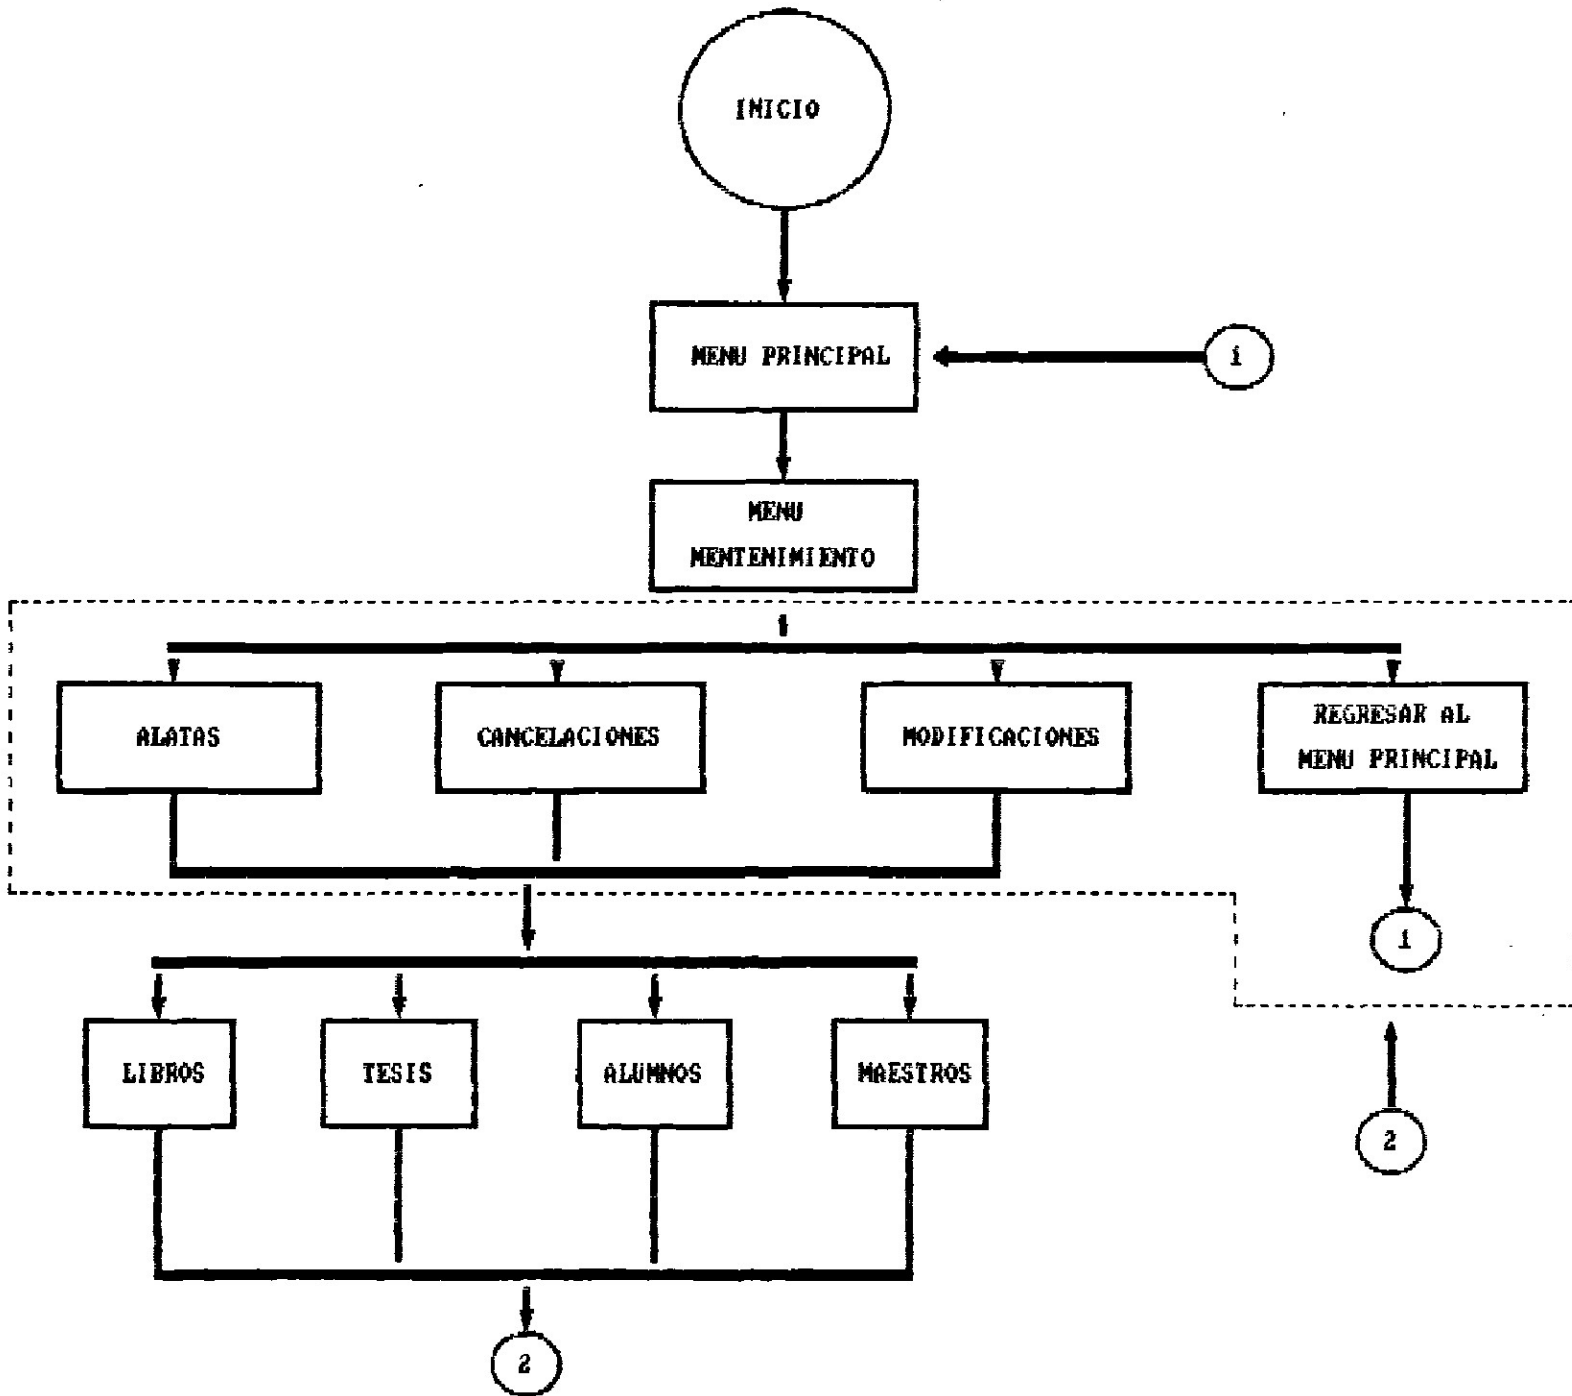 INICIO
MENU PRINCIPAL
1
MENU
MENTENIMIENTO
ALATAS
CANCELACIONES
MODIFICACIONES
REGRESAR AL
MENU PRINCIPAL
1
LIBROS
TESIS
ALUMNOS
MAESTROS
2
2